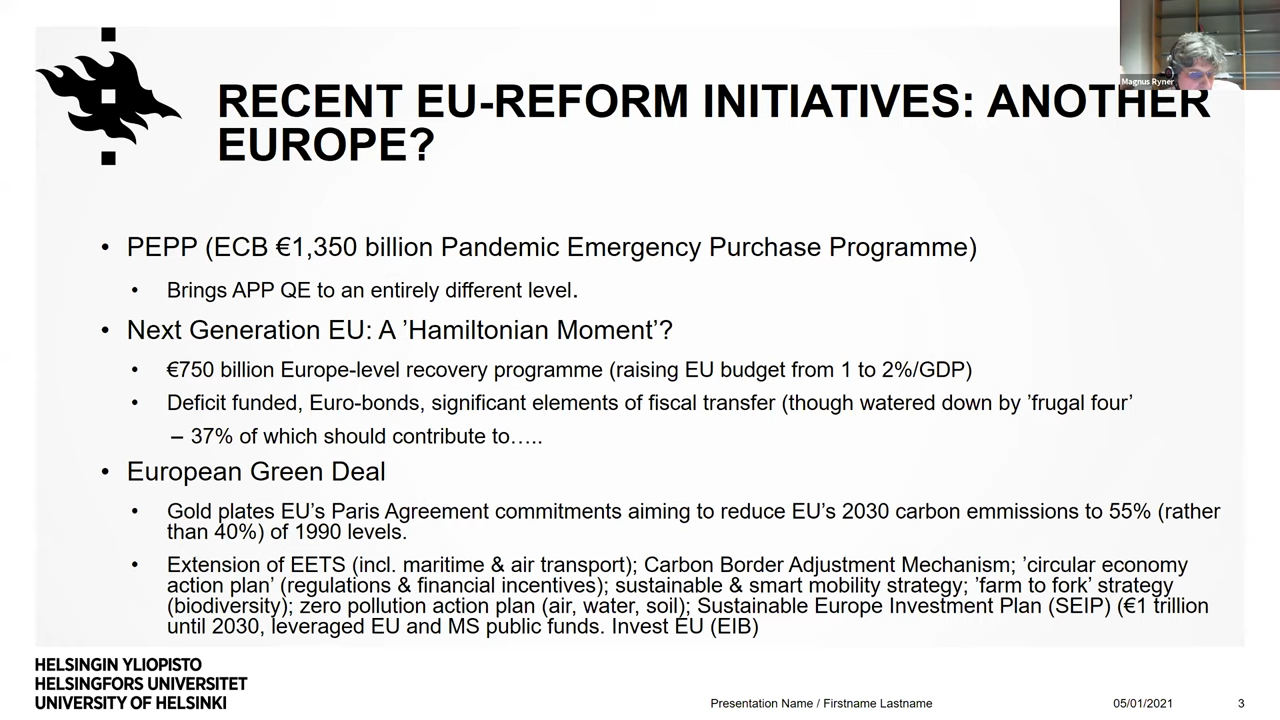 Magnus Ryner
RECENT EU-REFORM INITIATIVES: ANOTHER
EUROPE?
• PEPP (ECB €1,350 billion Pandemic Emergency Purchase Programme)
• Brings APP QE to an entirely different level.
• Next Generation EU: A ’Hamiltonian Moment’?
• €750 billion Europe-level recovery programme (raising EU budget from 1 to 2%/GDP)
• Deficit funded, Euro-bonds, significant elements of fiscal transfer (though watered down by ’frugal four’
– 37% of which should contribute to…..
• European Green Deal
• Gold plates EU’s Paris Agreement commitments aiming to reduce EU’s 2030 carbon emmissions to 55% (rather
than 40%) of 1990 levels.
• Extension of EETS (incl. maritime & air transport); Carbon Border Adjustment Mechanism; ’circular economy
action plan’ (regulations & financial incentives); sustainable & smart mobility strategy; ’farm to fork’ strategy
(biodiversity); zero pollution action plan (air, water, soil); Sustainable Europe Investment Plan (SEIP) (€1 trillion
until 2030, leveraged EU and MS public funds. Invest EU (EIB)
HELSINGIN YLIOPISTO
HELSINGFORS UNIVERSITET
UNIVERSITY OF HELSINKI
Presentation Name / Firstname Lastname
05/01/2021
3